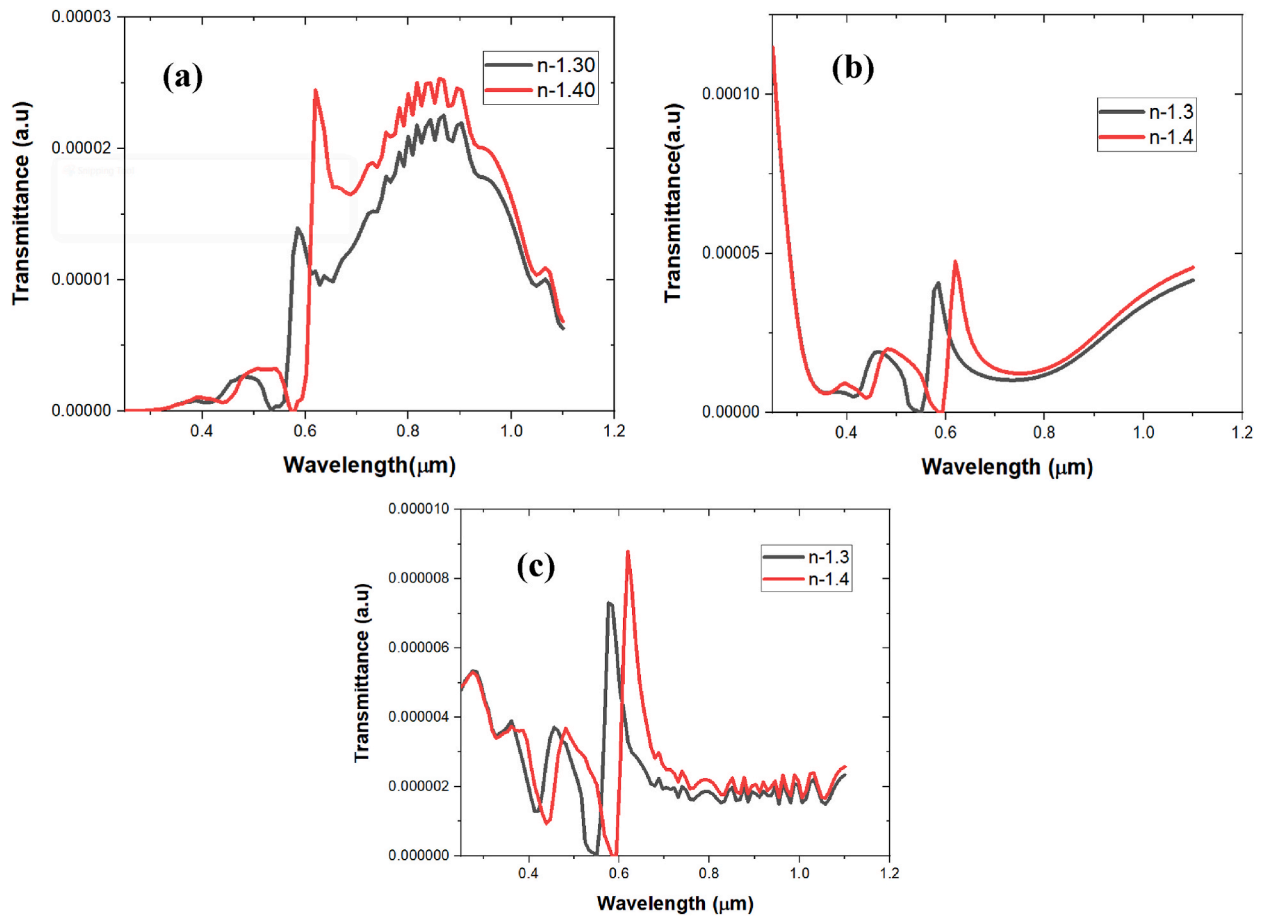 (a)
n-1.30
n-1.40
Transmittance (a.u)
0.00003
0.00002
0.00001
0.00000
0.4 0.6 0.8 1.0 1.2
Wavelength(μm)
(b)
n-1.3
n-1.4
Transmittance(a.u)
0.00010
0.00005
0.00000
0.4 0.6 0.8 1.0 1.2
Wavelength (μm)
(c)
n-1.3
n-1.4
Transmittance (a.u)
0.000010
0.000008
0.000006
0.000004
0.000002
0.000000
0.4 0.6 0.8 1.0 1.2
Wavelength (μm)